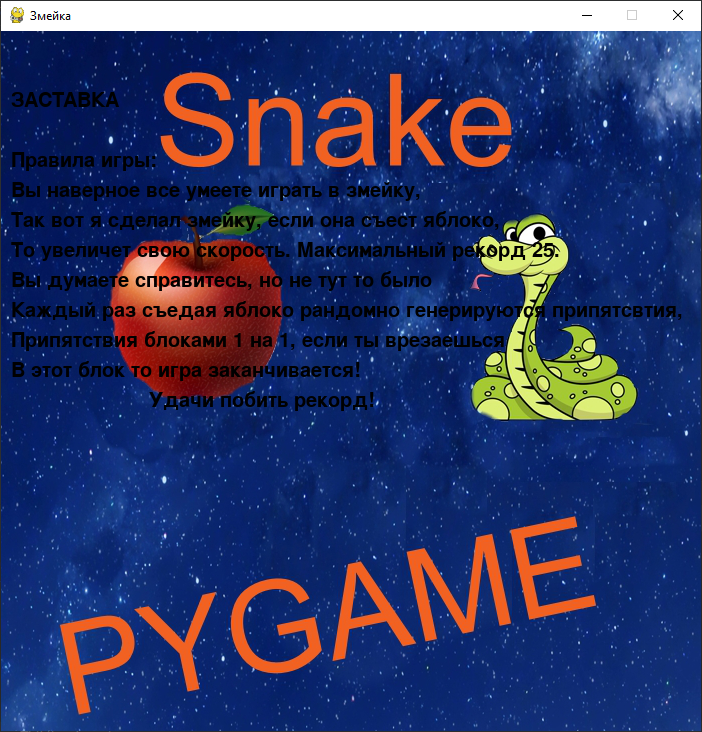 Змейка
Snake
ЗАСТАВКА
Правила игры:
Вы наверное все умеете играть в змейку,
Так вот я сделал змейку, если она съест яблоко,
То увеличет свою скорость. Максимальный рекорд 25.
Вы думаете справитесь, но не тут то было
Каждый раз съедая яблоко рандомно генерируются припятсвтия,
Припятствия блоками 1 на 1, если ты врезаешься
В этот блок то игра заканчивается!
Удачи побить рекорд!
PYGAME